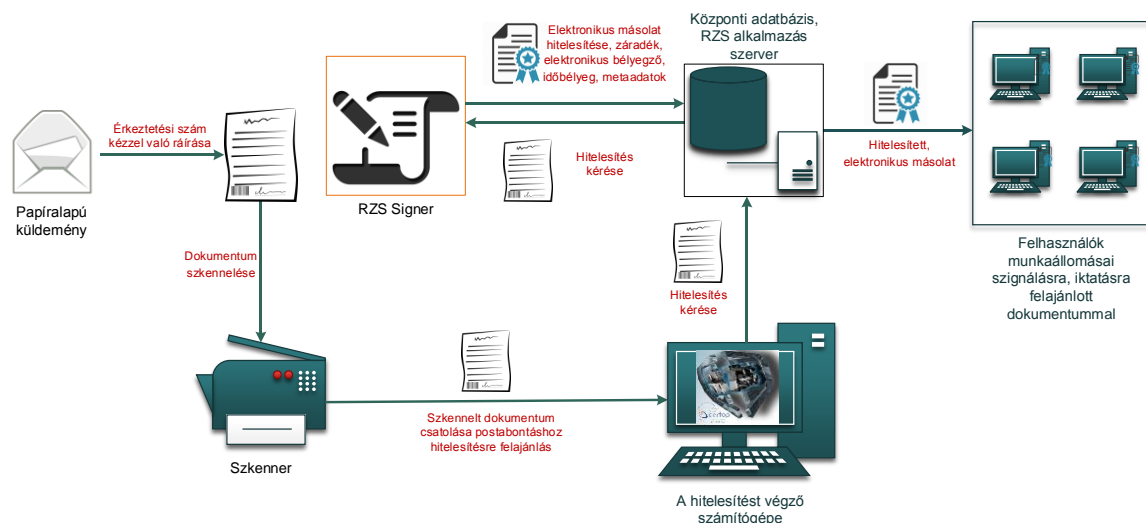 Elektronikus másolat
hitelesítése, záradék,
elektronikus bélyegző,
időbélyeg, metaadatok
Központi adatbázis,
RZS alkalmazás
szerver
Érkeztetési szám
kézzel való ráírása
Hitelesítés
kérése
Hitelesített,
elektronikus másolat
Papíralapú
küldemény
RZS Signer
Dokumentum
szkennelése
Hitelesítés
kérése
Felhasználók
munkaállomásai
szignálásra, iktatásra
felajánlott
dokumentummal
Szkennelt dokumentum
csatolása postabontáshoz
hitelesítésre felajánlás
certop
Szkenner
A hitelesítést végző
számítógépe